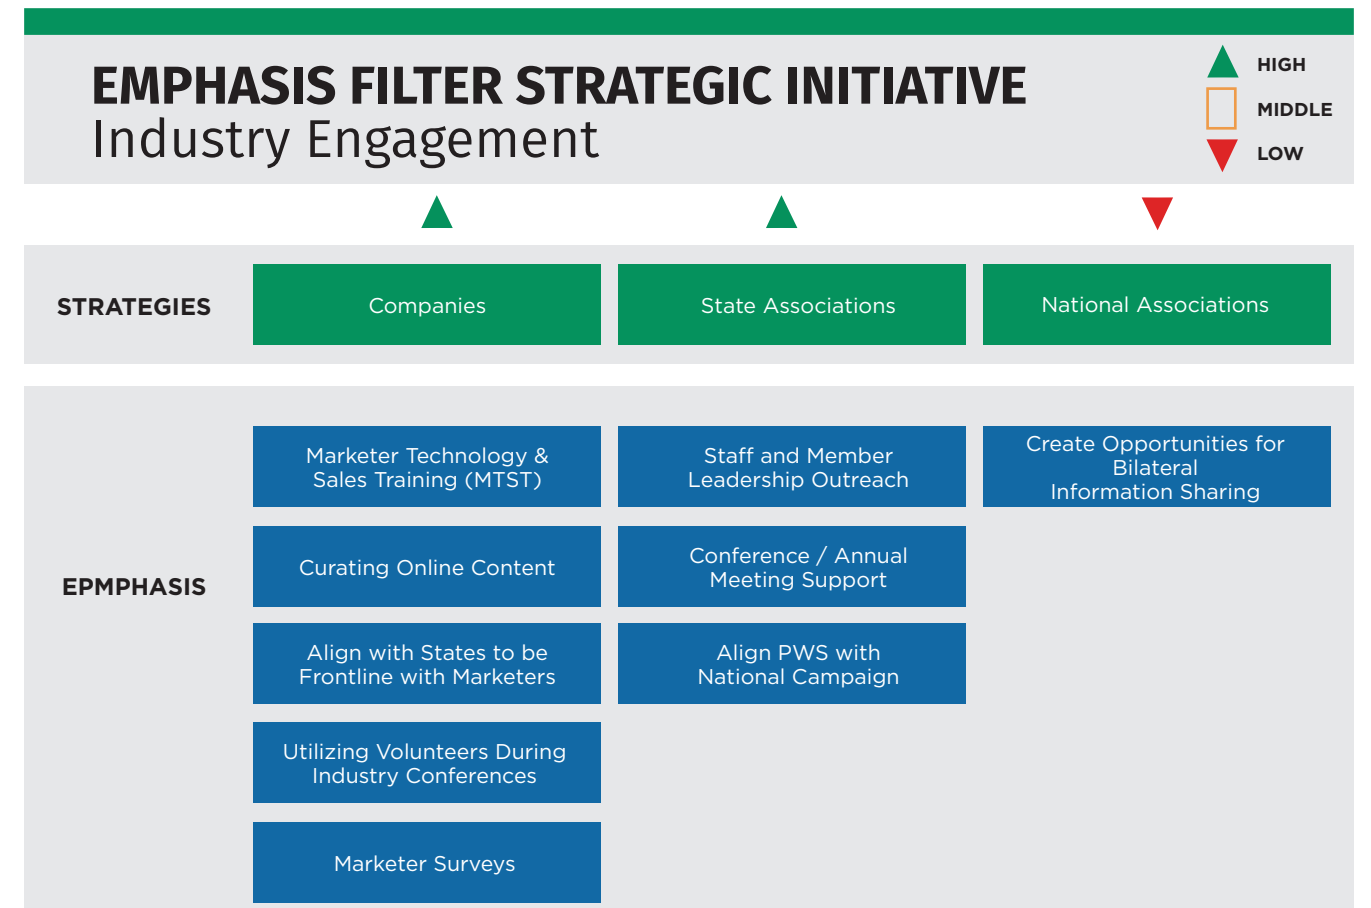 EMPHASIS FILTER STRATEGIC INITIATIVE
Industry Engagement
HIGH
MIDDLE
LOW
STRATEGIES
Companies
State Associations
National Associations
EPMPHASIS
Marketer Technology &
Sales Training (MTST)
Curating Online Content
Align with States to be
Frontline with Marketers
Utilizing Volunteers During
Industry Conferences
Marketer Surveys
Staff and Member
Leadership Outreach
Conference / Annual
Meeting Support
Align PWS with
National Campaign
Create Opportunities for
Bilateral
Information Sharing